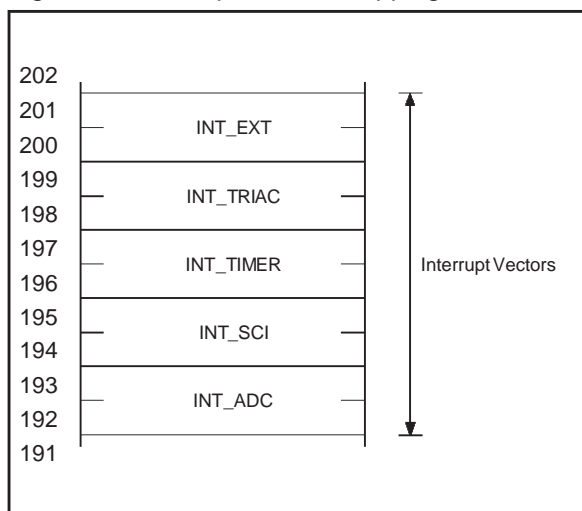 202
201
INT_EXT
200
199
INT_TRIAC
198
197
INT_TIMER
Interrupt Vectors
196
195
INT_SCI
194
193
INT_ADC
192
191